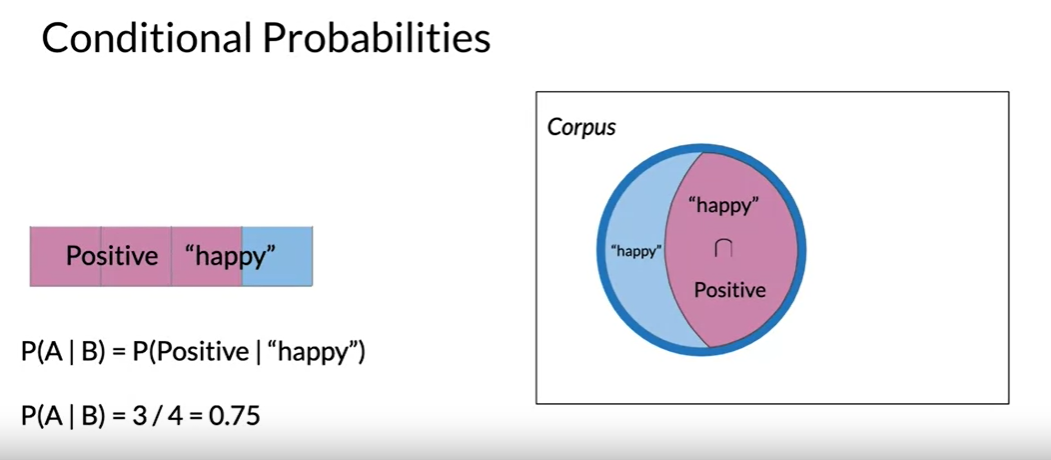 Conditional Probabilities
Corpus
“happy”
“happy”
∩
Positive
Positive “happy”
P(A | B) = P(Positive | “happy”)
P(A | B) = 3 / 4 = 0.75